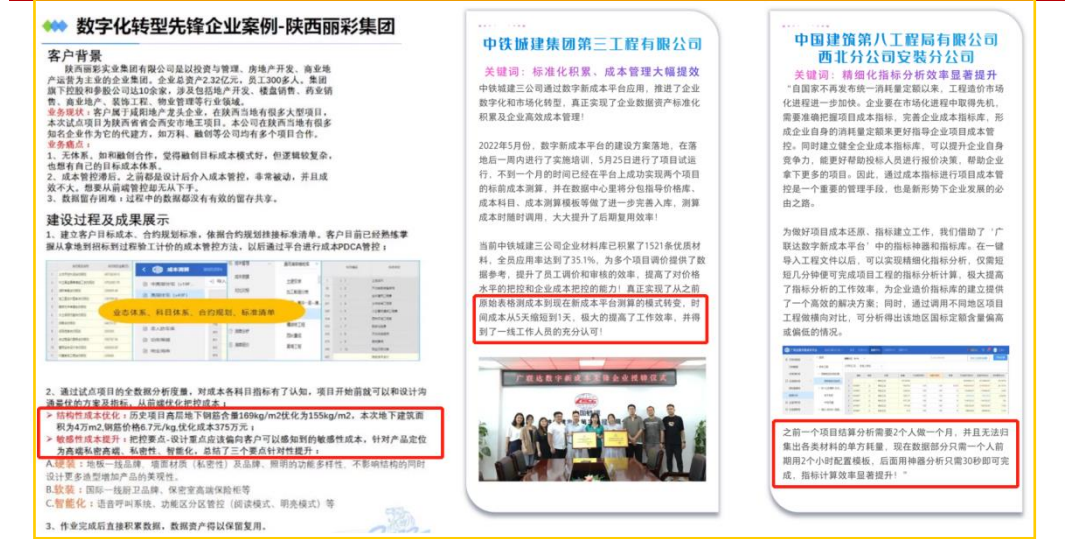 数字化转型先锋企业案例-陕西丽彩集团
客户背景
陕西丽彩实业集团有限公司是以投资与管理、房地产开发、商业地
产运营为主业的企业集团。企业总资产2.32亿元，员工300多人。集团
旗下控股和参股公司达10余家，涉及包括地产开发、楼盘销售、药业销
售、商业地产、装饰工程、物业管理等行业领域。
业务现状：客户属于咸阳地产龙头企业，在陕西当地有很多大型项目，
本次试点项目为陕西省省会西安市地王项目。本公司在陕西当地有很多
知名企业作为它的代建方，如万科、融创等公司均有多个项目合作。
业务痛点：
1、无体系。如和融创合作，觉得融创目标成本模式好，但逻辑较复杂，
也想有自己的目标成本体系。
2、成本管控滞后。之前都是设计后介入成本管控，非常被动，并且成
效不大。想要从前端管控却无从下手。
3、数据留存困难：过程中的数据都没有有效的留存共享。
建设过程及成果展示
1、建立客户目标成本、合约规划标准，依据合约规划挂接标准清单。客户目前已经熟练掌
握从拿地到招标到过程验工计价的成本管控方法，以后通过平台进行成本PDCA管控；
成本测算
业态体系、科目体系、合约规划、标准清单
2、通过试点项目的全数据分析度量，对成本各科目指标有了认知，项目开始前就可以和设计沟
通最优的方案及指标，从前端优化把控成本；
➢ 结构性成本优化：历史项目高层地下钢筋含量169kg/m2优化为155kg/m2，本次地下建筑面
积为4万m2,钢筋价格6.7元/kg,优化成本375万元；
➢ 敏感性成本提升：把控要点-设计重点应该偏向客户可以感知到的敏感性成本，针对产品定位
为高端私密高端、私密性、智能化，总结了三个要点针对性提升：
A.硬装：地板一线品牌、墙面材质（私密性）及品牌、照明的功能多样性、不影响结构的同时
设计更多造型增加产品的美观性。
B.软装：国际一线厨卫品牌、保密室高端保险柜等
C.智能化：语音呼叫系统、功能区分区管控（阅读模式、明亮模式）等
3、作业完成后直接积累数据，数据资产得以保留复用。
中铁城建集团第三工程有限公司
关键词：标准化积累、成本管理大幅提效
中铁城建三公司通过数字新成本平台应用，推进了企业
数字化和市场化转型，真正实现了企业数据资产标准化
积累及企业高效成本管理！
2022年5月份，数字新成本平台的建设方案落地，在落
地后一周内进行了实施培训，5月25日进行了项目试运
行，不到一个月的时间已经在平台上成功实现两个项目
的标前成本测算，并在数据中心里将分包指导价格库、
成本科目、测算模板等做了进一步完善入库，测算
成本时随时调用，大大提升了后期复用效率！
当前中铁城建三公司企业材料库已积累了1521条优质材
料，全员应用率达到了35.1%，为多个项目调价提供了数
据参考，提升了员工调价和审核的效率，提高了对价格
水平的把控和企业成本把控的能力！真正实现了从之前
原始表格测成本到现在新成本平台测算的模式转变，时
间成本从5天缩短到1天，极大的提高了工作效率，并得
到了一线工作人员的充分认可！
广联达数字新成本实体企业授牌仪式
中国建筑第八工程局有限公司
西北分公司安装分公司
关键词：精细化指标分析效率显著提升
“自国家不再发布统一消耗量定额以来，工程造价市场
化进程进一步加快。企业要在市场化进程中取得先机，
需要准确把握项目成本指标，完善企业成本指标库，形
成企业自身的消耗量定额来更好指导企业项目成本管
控。同时建立健全企业成本指标库，可以提升企业自身
竞争力，能更好帮助投标人员进行报价决策，帮助企业
拿下更多的项目。因此，通过成本指标进行项目成本管
控是一个重要的管理手段，也是新形势下企业发展的必
由之路。
为做好项目成本还原、指标建立工作，我们借助了‘广
联达数字新成本平台’中的指标神器和指标库。在一键
导入工程文件以后，可以实现精细化指标分析，仅需短
短几分钟便可完成项目工程的指标分析计算，极大提高
了指标分析的工作效率，为企业造价指标库的建立提供
了一个高效的解决方案；同时，通过调用不同地区项目
工程做横向对比，可分析得出该地区国标定额含量偏高
或偏低的情况。
之前一个项目结算分析需要2个人做一个月，并且无法归
集出各类材料的单方耗量，现在数据部分只需一个人前
期用2个小时配置模板，后面用神器分析只需30秒即可完
成，指标计算效率显著提升！”